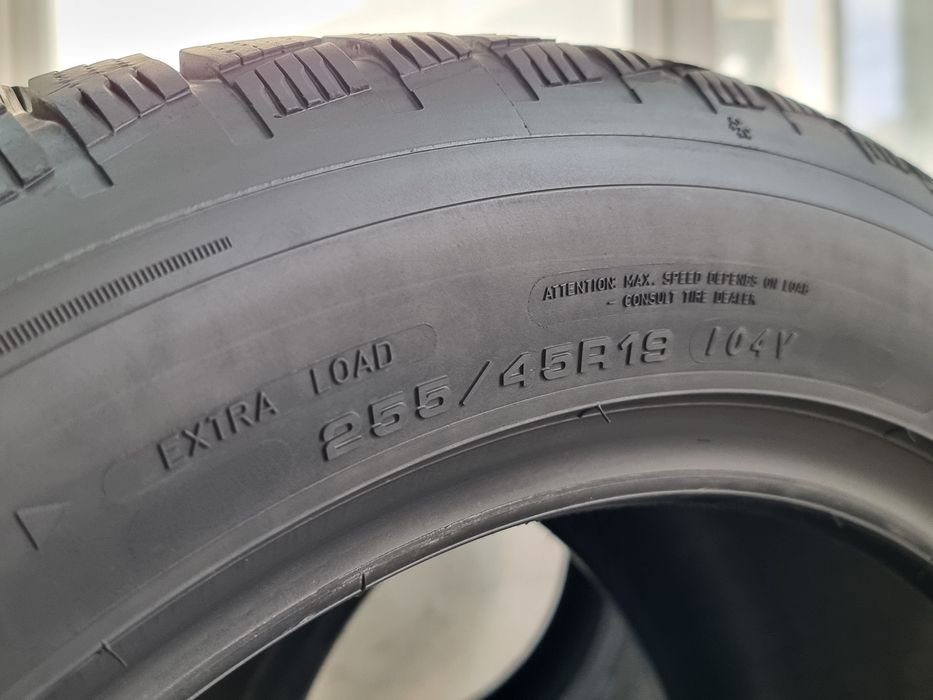 ATTENTION: MAX. SPEED DEPENDS ON LOAD
- CONSULT TIRE DEALER
EXTRA LOAD
255/45R19 104V